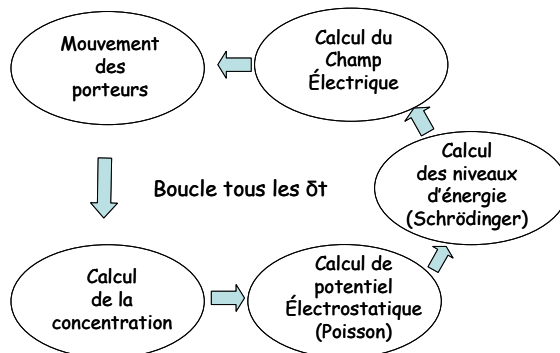 Mouvement
des
porteurs
Calcul du
Champ
Électrique
Calcul
des niveaux
d'énergie
(Schrödinger)
Boucle tous les δt
Calcul
de la
concentration
Calcul de
potentiel
Électrostatique
(Poisson)